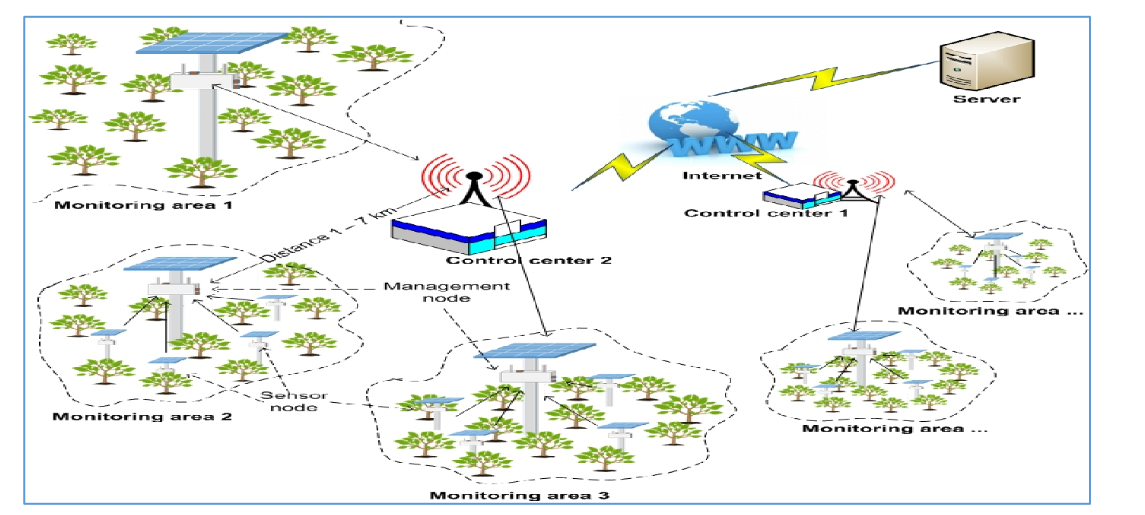 Server
WWW
Internet
Monitoring area 1
Control center 1
Distance 1 – 7 km
Control center 2
Management
node
Monitoring area ...
Sensor
node
Monitoring area 2
Monitoring area ...
Monitoring area 3